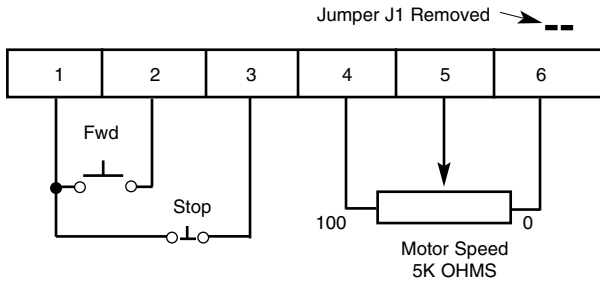 Jumper J1 Removed
1 2 3 4 5 6
Fwd
Stop
100 0
Motor Speed
5K OHMS